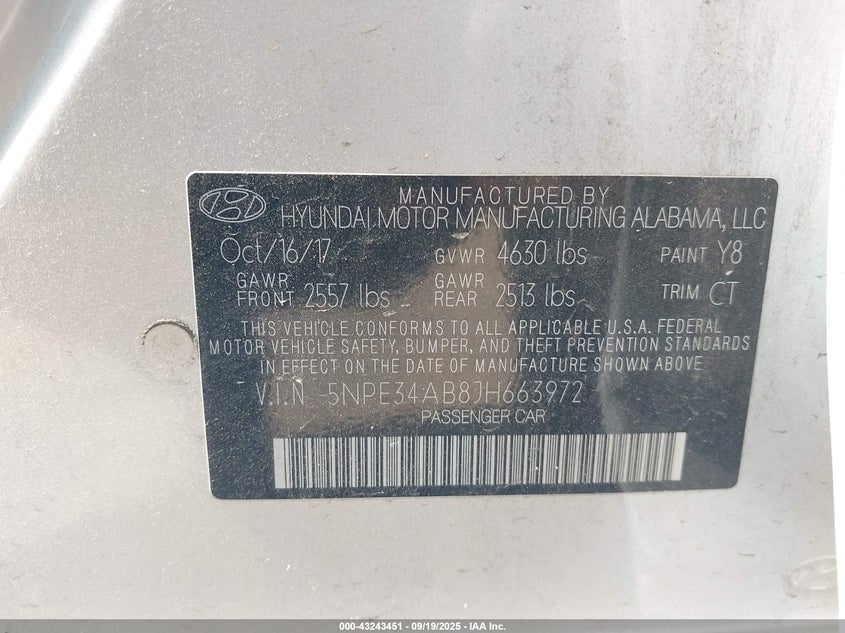 MANUFACTURED BY
HYUNDAI MOTOR MANUFACTURING ALABAMA, LLC
Oct/16/17 GVWR 4630 lbs PAINT Y8
GAWR FRONT 2557 lbs GAWR REAR 2513 lbs TRIM CT
THIS VEHICLE CONFORMS TO ALL APPLICABLE U.S.A. FEDERAL
MOTOR VEHICLE SAFETY, BUMPER, AND THEFT PREVENTION STANDARDS
IN EFFECT ON THE DATE OF MANUFACTURE SHOWN ABOVE.
V.I.N. -5NPE34AB8JH663972-
PASSENGER CAR
000-43243451 - 09/19/2025 - IAA Inc.